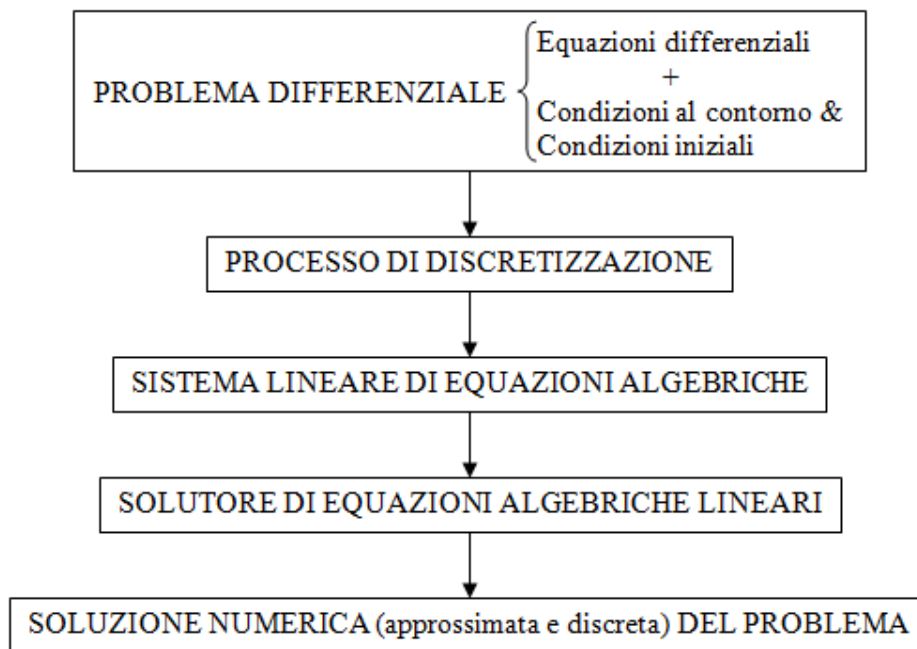 PROBLEMA DIFFERENZIALE
Equazioni differenziali
+
Condizioni al contorno &
Condizioni iniziali
PROCESSO DI DISCRETIZZAZIONE
SISTEMA LINEARE DI EQUAZIONI ALGEBRICHE
SOLUTORE DI EQUAZIONI ALGEBRICHE LINEARI
SOLUZIONE NUMERICA (approssimata e discreta) DEL PROBLEMA